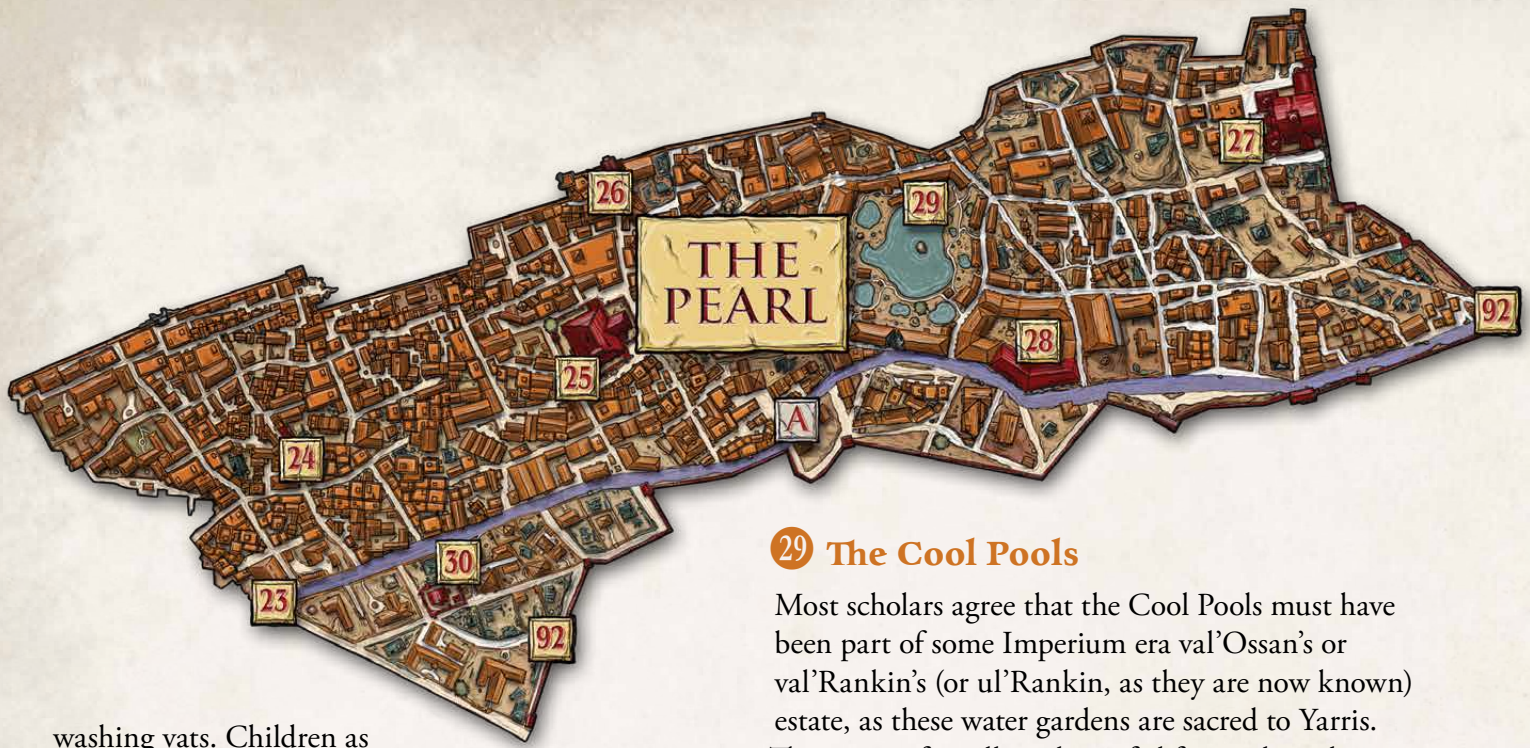 27
26
29
THE
PEARL
92
28
25
A
24
30
23
92
washing vats. Children as
29 The Cool Pools
Most scholars agree that the Cool Pools must have
been part of some Imperium era val’Ossan’s or
val’Rankin’s (or ul’Rankin, as they are now known)
estate, as these water gardens are sacred to Yarris.